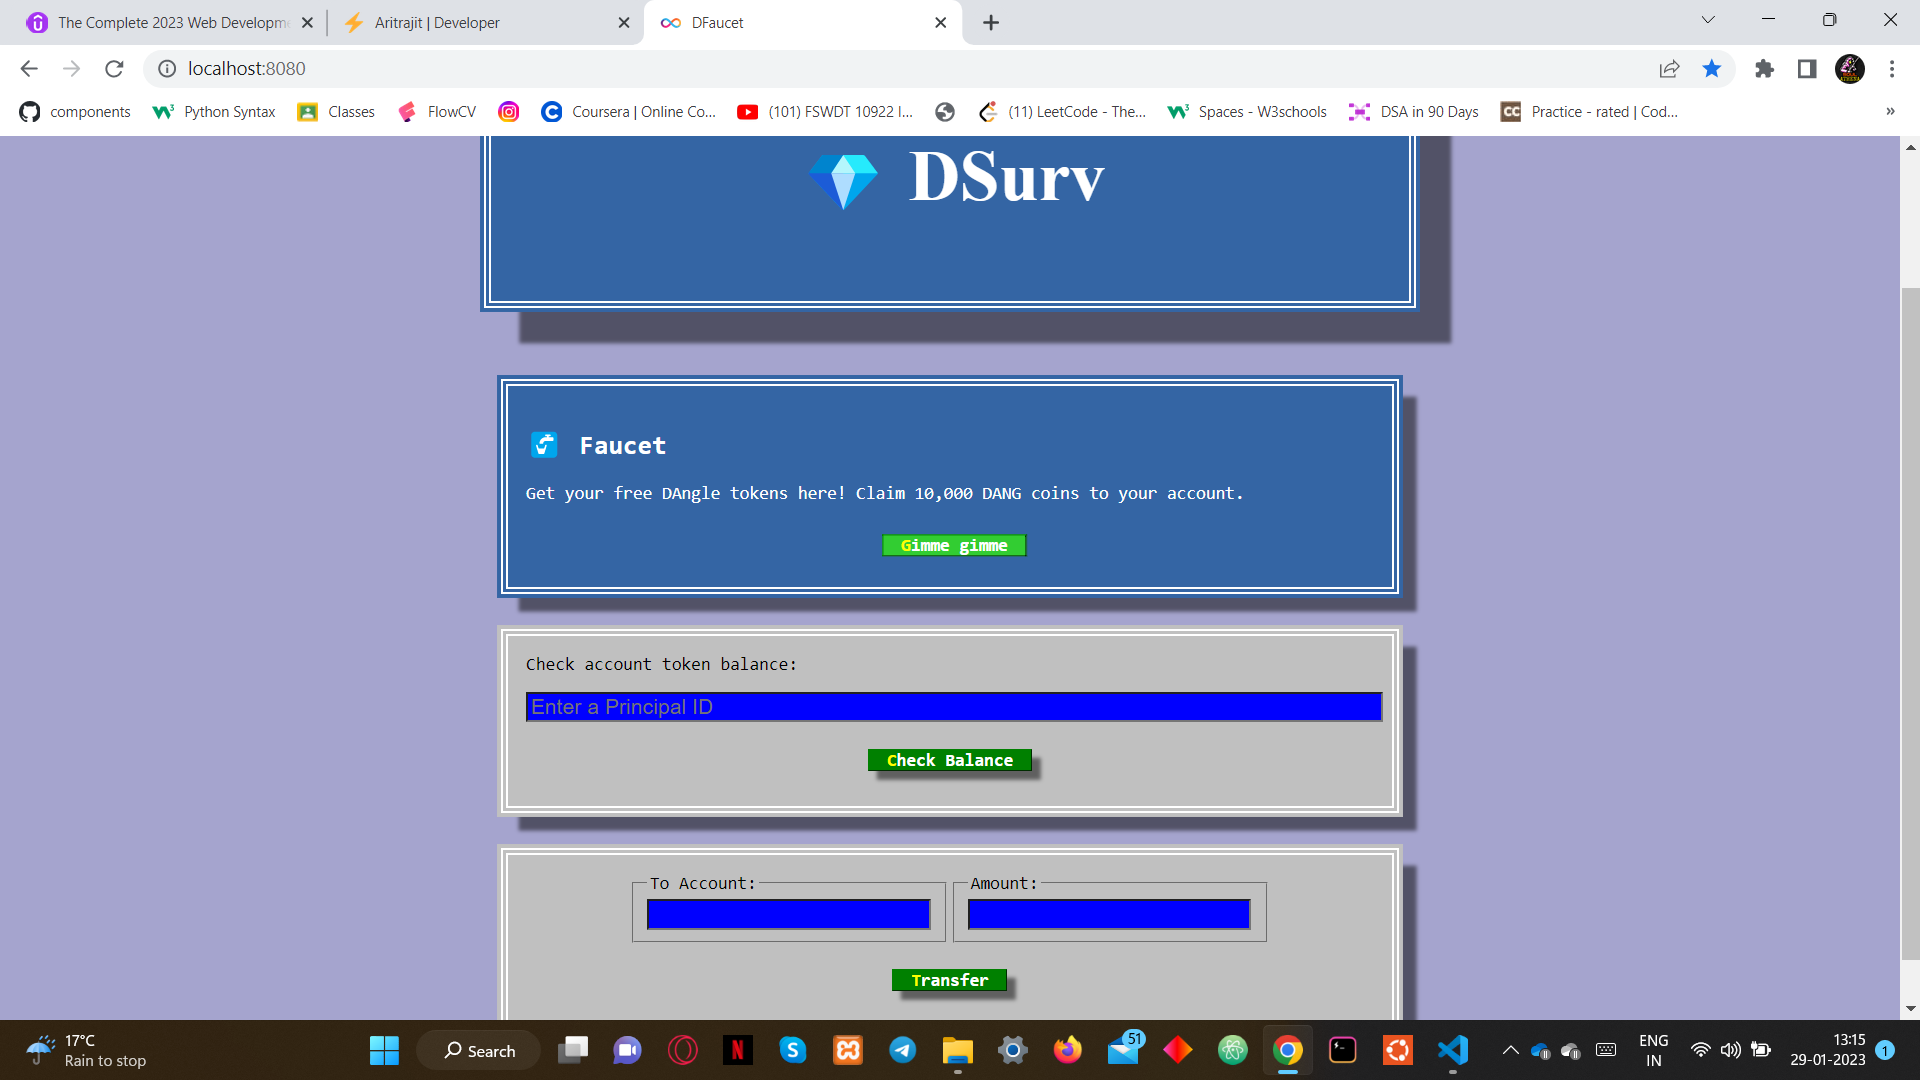 The Complete 2023 Web Developm
Aritrajit | Developer
DFaucet
localhost:8080
components
Python Syntax
Classes
FlowCV
Coursera | Online Co...
(101) FSWDT 10922 I...
(11) LeetCode - The...
Spaces - W3schools
DSA in 90 Days
CC
Practice - rated | Cod...
DSurv
Faucet
Get your free DAngle tokens here! Claim 10,000 DANG coins to your account.
Gimme gimme
Check account token balance:
Enter a Principal ID
Check Balance
To Account:
Amount:
Transfer
17°C
Rain to stop
Search
51
ENG
IN
13:15
29-01-2023
1